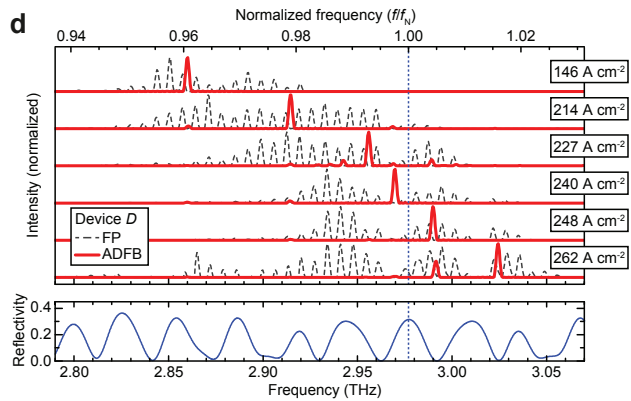 d
Normalized frequency (f/fN)
0.94 0.96 0.98 1.00 1.02
Intensity (normalized)
146 A cm-2
214 A cm-2
227 A cm-2
240 A cm-2
248 A cm-2
262 A cm-2
Device D
FP
ADFB
Reflectivity
0.4
0.2
0.0
2.80 2.85 2.90 2.95 3.00 3.05
Frequency (THz)